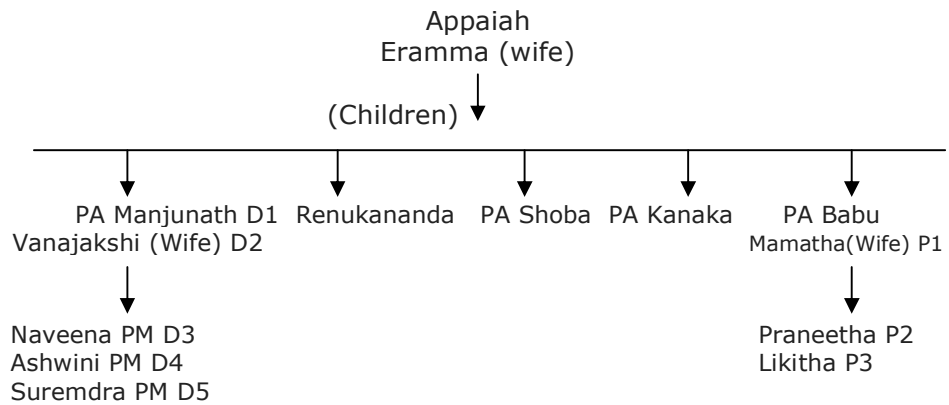 Appaiah
Eramma (wife)
(Children)
PA Manjunath D1 Renukananda PA Shoba PA Kanaka PA Babu
Vanajakshi (Wife) D2 Mamatha(Wife) P1
Naveena PM D3 Praneetha P2
Ashwini PM D4 Likitha P3
Suremdra PM D5